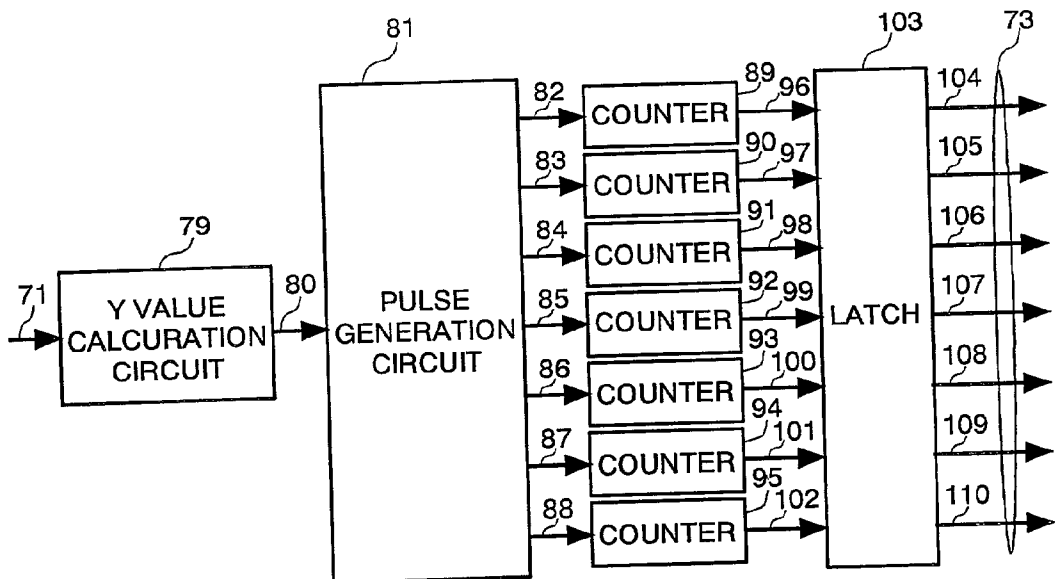 81
103
73
82
89
96
104
COUNTER
83
90
97
105
COUNTER
84
91
98
106
COUNTER
79
71
Y VALUE
CALCURATION
CIRCUIT
80
PULSE
GENERATION
CIRCUIT
85
92
99
107
COUNTER
LATCH
86
93
100
108
COUNTER
87
94
101
109
COUNTER
88
95
102
110
COUNTER